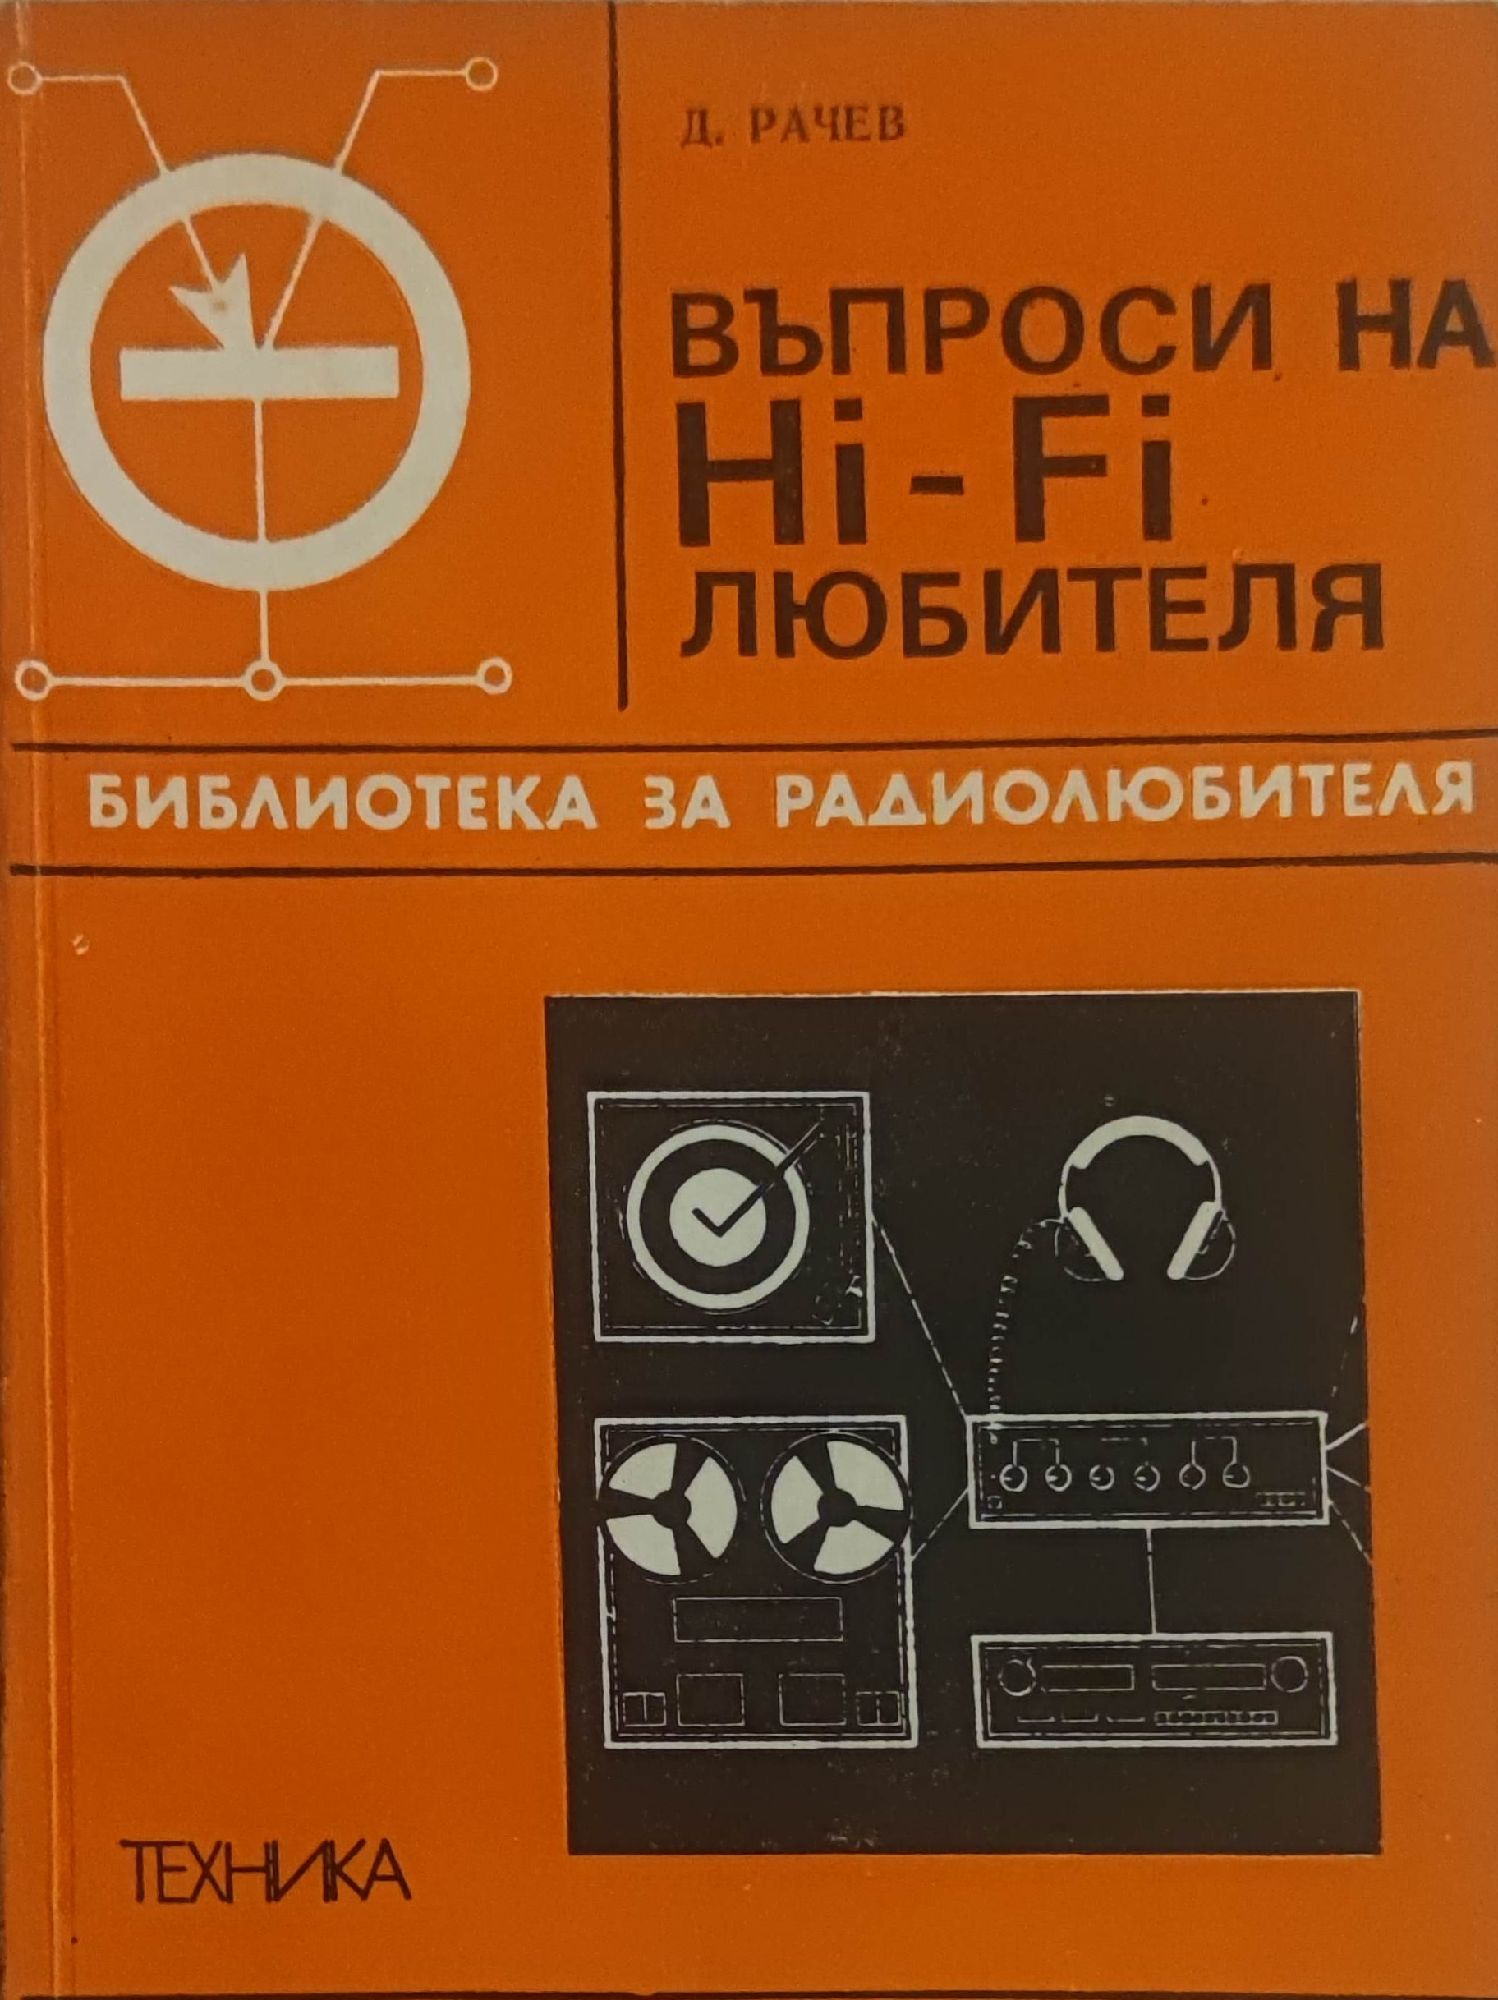 Д. РАЧЕВ
ВЪПРОСИ НА
Hi-Fi
ЛЮБИТЕЛЯ
БИБЛИОТЕКА ЗА РАДИОЛЮБИТЕЛЯ
ТЕХНИКА